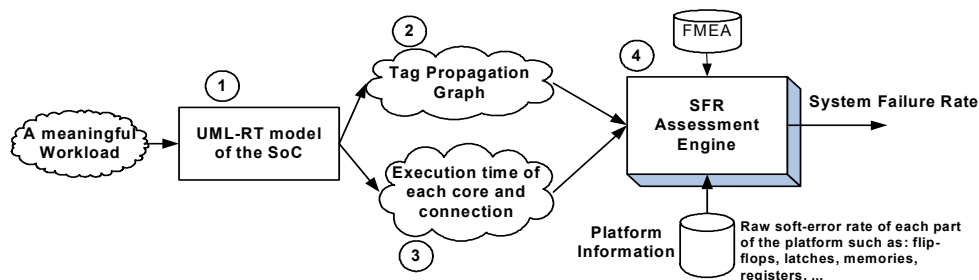 A meaningful
Workload
1
UML-RT model
of the SoC
2
Tag Propagation
Graph
Execution time of
each core and
connection
3
4
FMEA
SFR
Assessment
Engine
System Failure Rate
Platform
Information
Raw soft-error rate of each part
of the platform such as: flip-
flops, latches, memories,
registers, ...